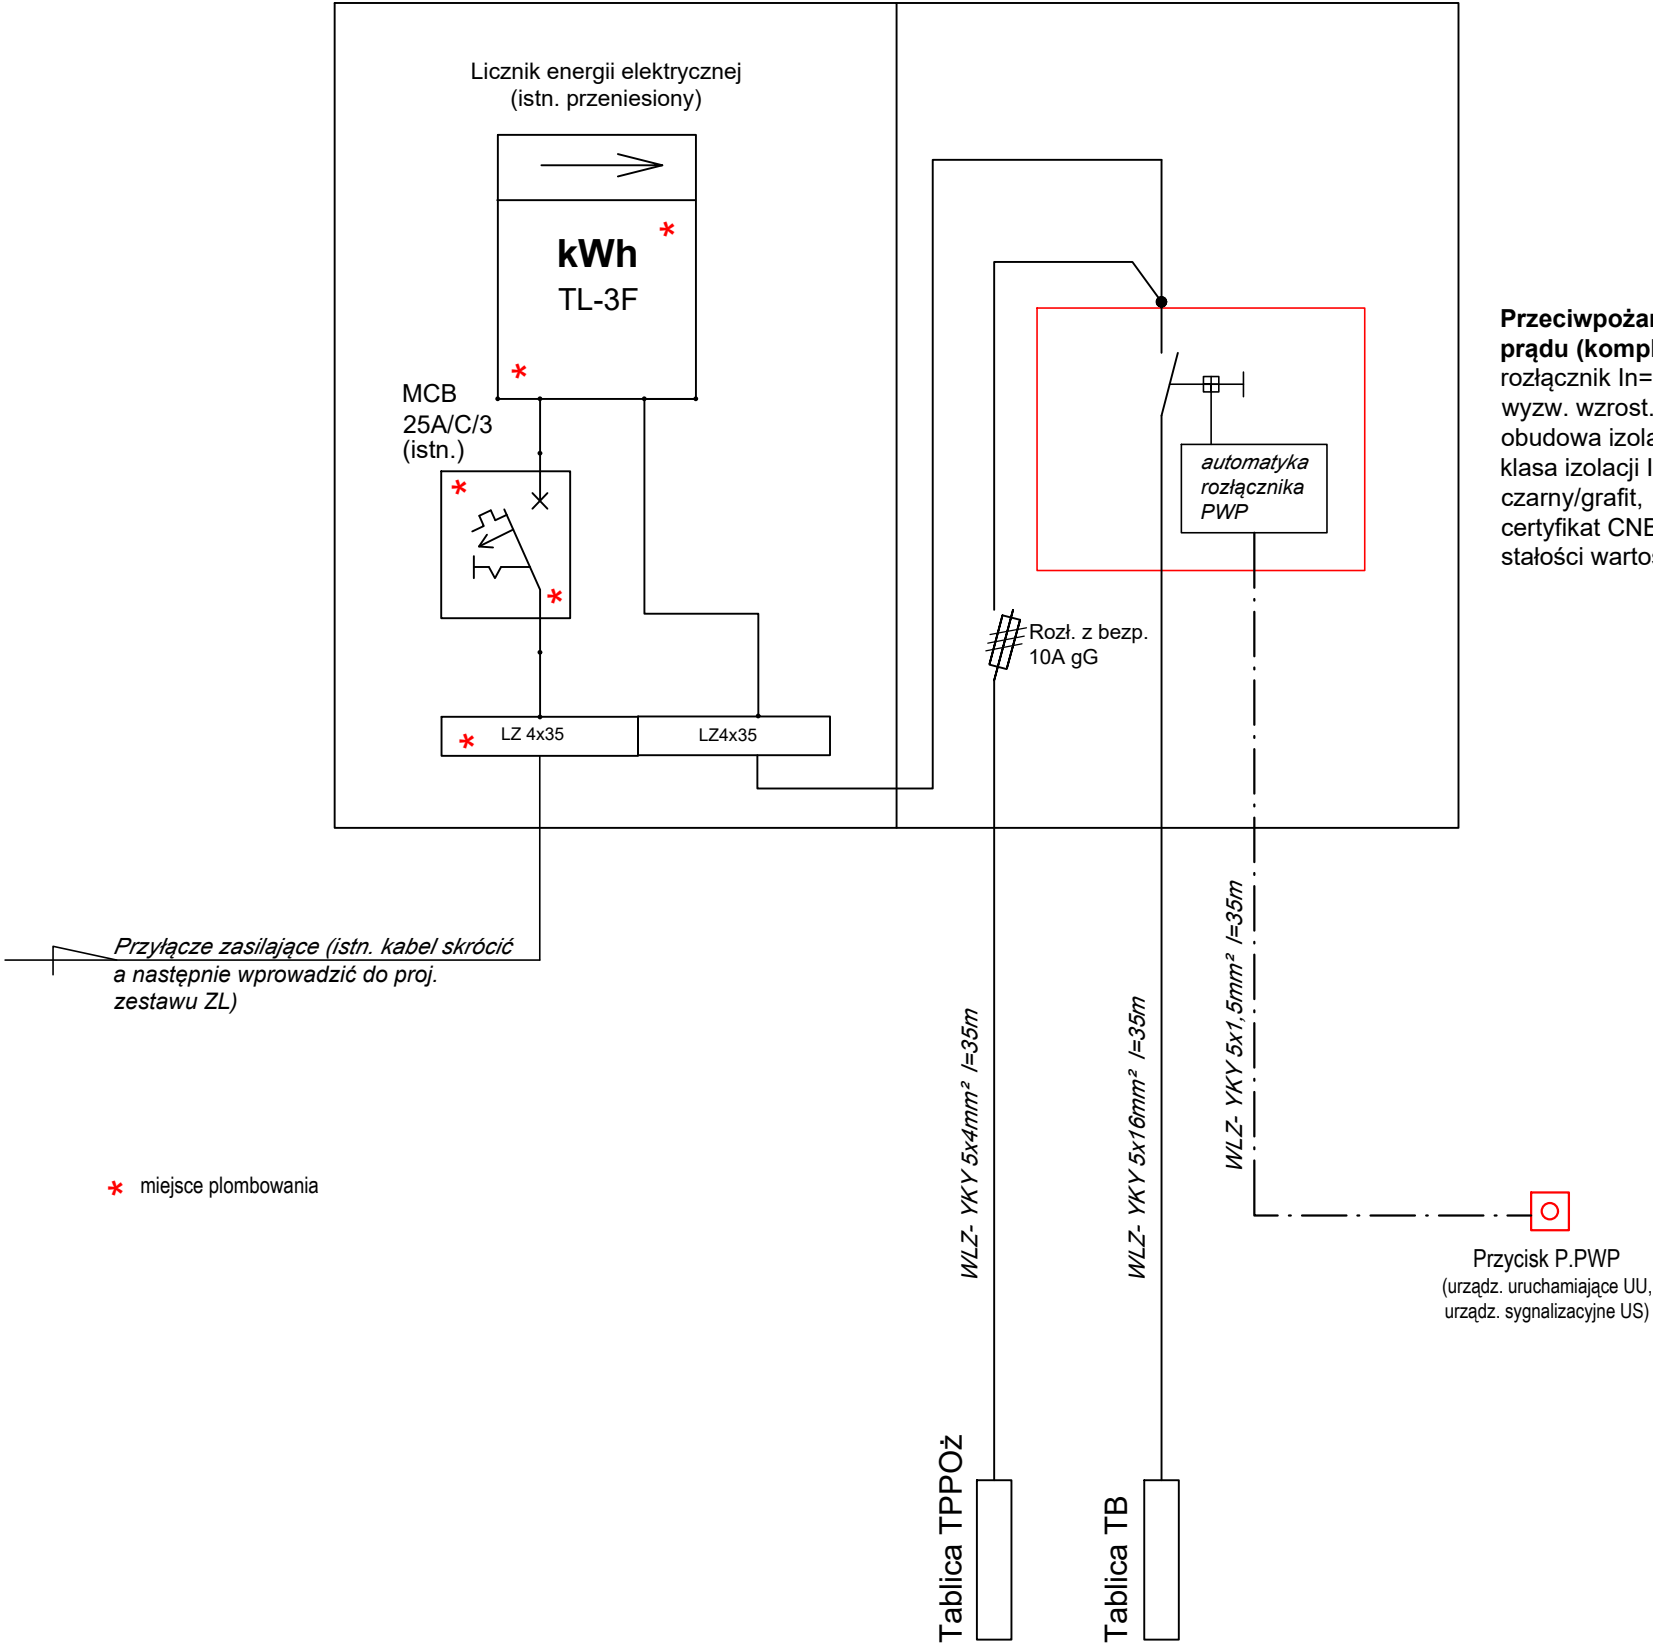 Licznik energii elektrycznej
(istn. przeniesiony)
kWh
TL-3F
MCB
25A/C/3
(istn.)
LZ 4x35
LZ4x35
Przeciwpożar
prądu (komp
rozłącznik In=
wyzw. wzrost.
obudowa izola
klasa izolacji I
czarny/grafit,
certyfikat CNB
stałości warto
automatyka
rozłącznika
PWP
Rozł. z bezp.
10A gG
Przyłącze zasilające (istn. kabel skrócić
a następnie wprowadzić do proj.
zestawu ZL)
* miejsce plombowania
WLZ- YKY 5x4mm² l=35m
WLZ- YKY 5x16mm² l=35m
WLZ- YKY 5x1,5mm² l=35m
Przycisk P.PWP
(urządz. uruchamiające UU,
urządz. sygnalizacyjne US)
Tablica TPPOż
Tablica TB